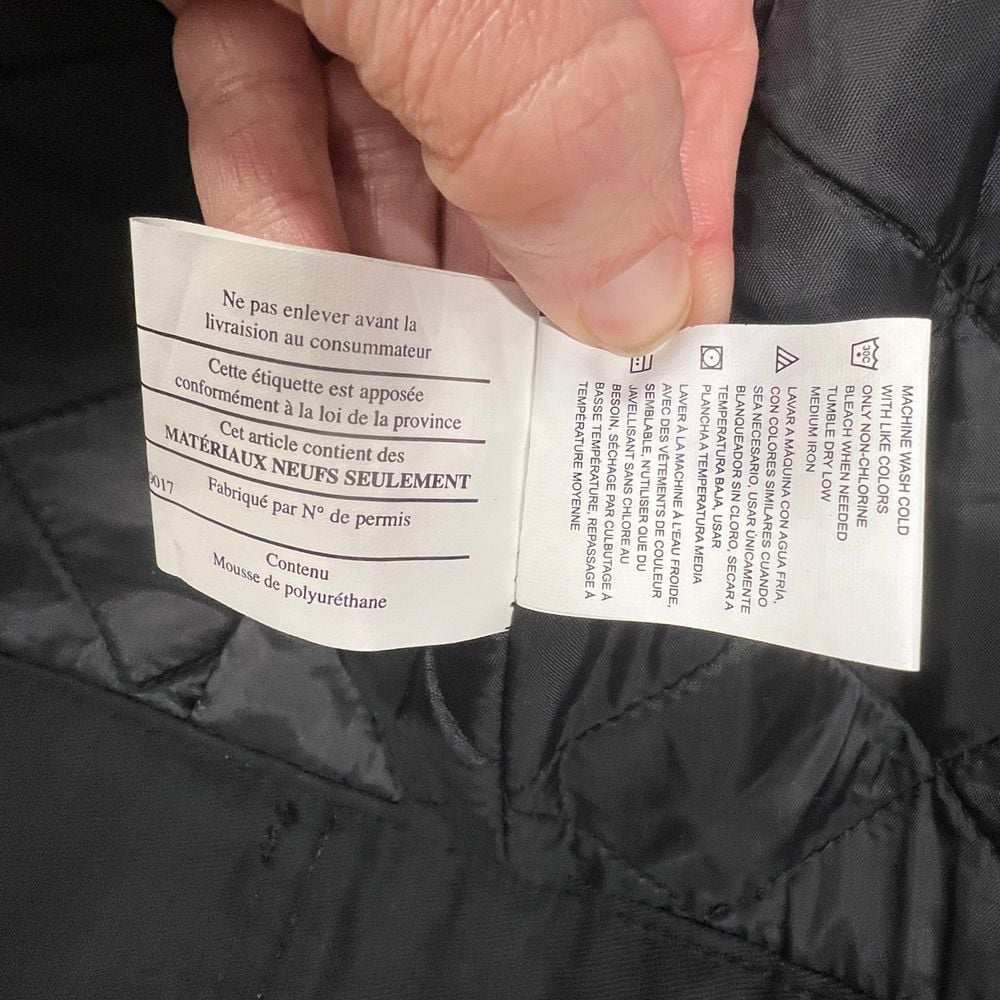 Ne pas enlever avant la
livraison au consummateur
Cette étiquette est apposée
conformément à la loi de la province
Cet article contient des
MATÉRIAUX NEUFS SEULEMENT
Fabriqué par N° de permis
9017
Contenu
Mousse de polyuréthane
30C
MACHINE WASH COLD
WITH LIKE COLORS
ONLY NON-CHLORINE
BLEACH WHEN NEEDED
TUMBLE DRY LOW
MEDIUM IRON
LAVAR A MÁQUINA CON AGUA FRÍA,
CON COLORES SIMILARES CUANDO
SEA NECESARO, USAR ÚNICAMENTE
BLANQUEADOR SIN CLORO, SECAR A
TEMPERATURA BAJA, USAR
PLANCHA A TEMPERATURA MEDIA
LAVER À LA MACHINE À L'EAU FROIDE,
AVEC DES VÊTEMENTS DE COULEUR
SEMBLABLE, N'UTILISER QUE DU
JAVELLISANT SANS CHLORE AU
BESOIN, SÉCHAGE PAR CULBUTAGE À
BASSE TEMPÉRATURE, REPASSAGE À
TEMPÉRATURE MOYENNE